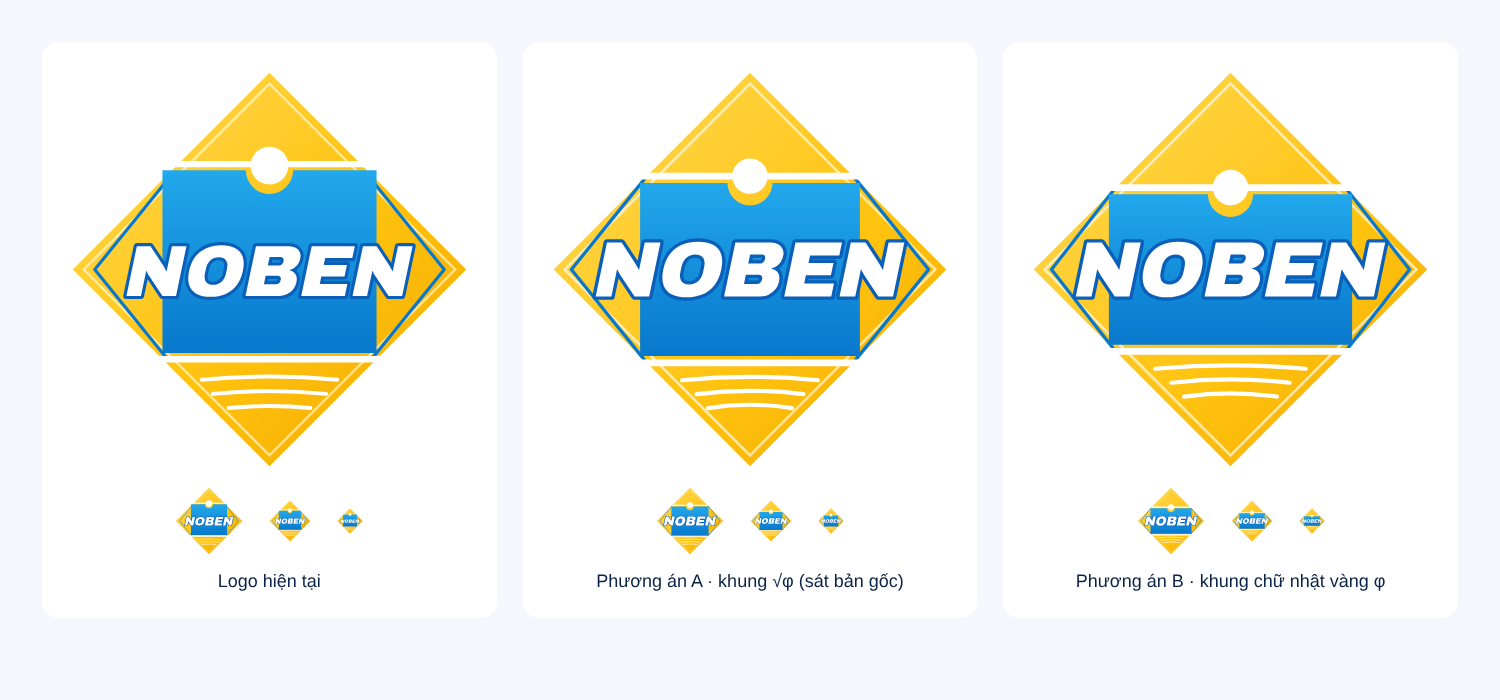 NOBEN
NOBEN NOBEN NOBEN
Logo hiện tại
NOBEN
NOBEN NOBEN NOBEN
Phương án A · khung √φ (sát bản gốc)
NOBEN
NOBEN NOBEN NOBEN
Phương án B · khung chữ nhật vàng φ